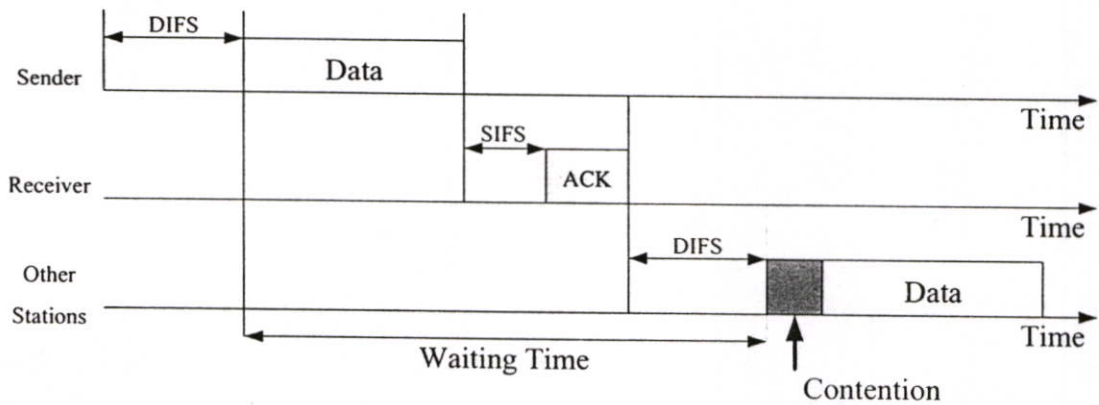 DIFS
Sender
Data
Time
SIFS
Receiver
ACK
Time
DIFS
Other
Stations
Data
Time
Waiting Time
Contention